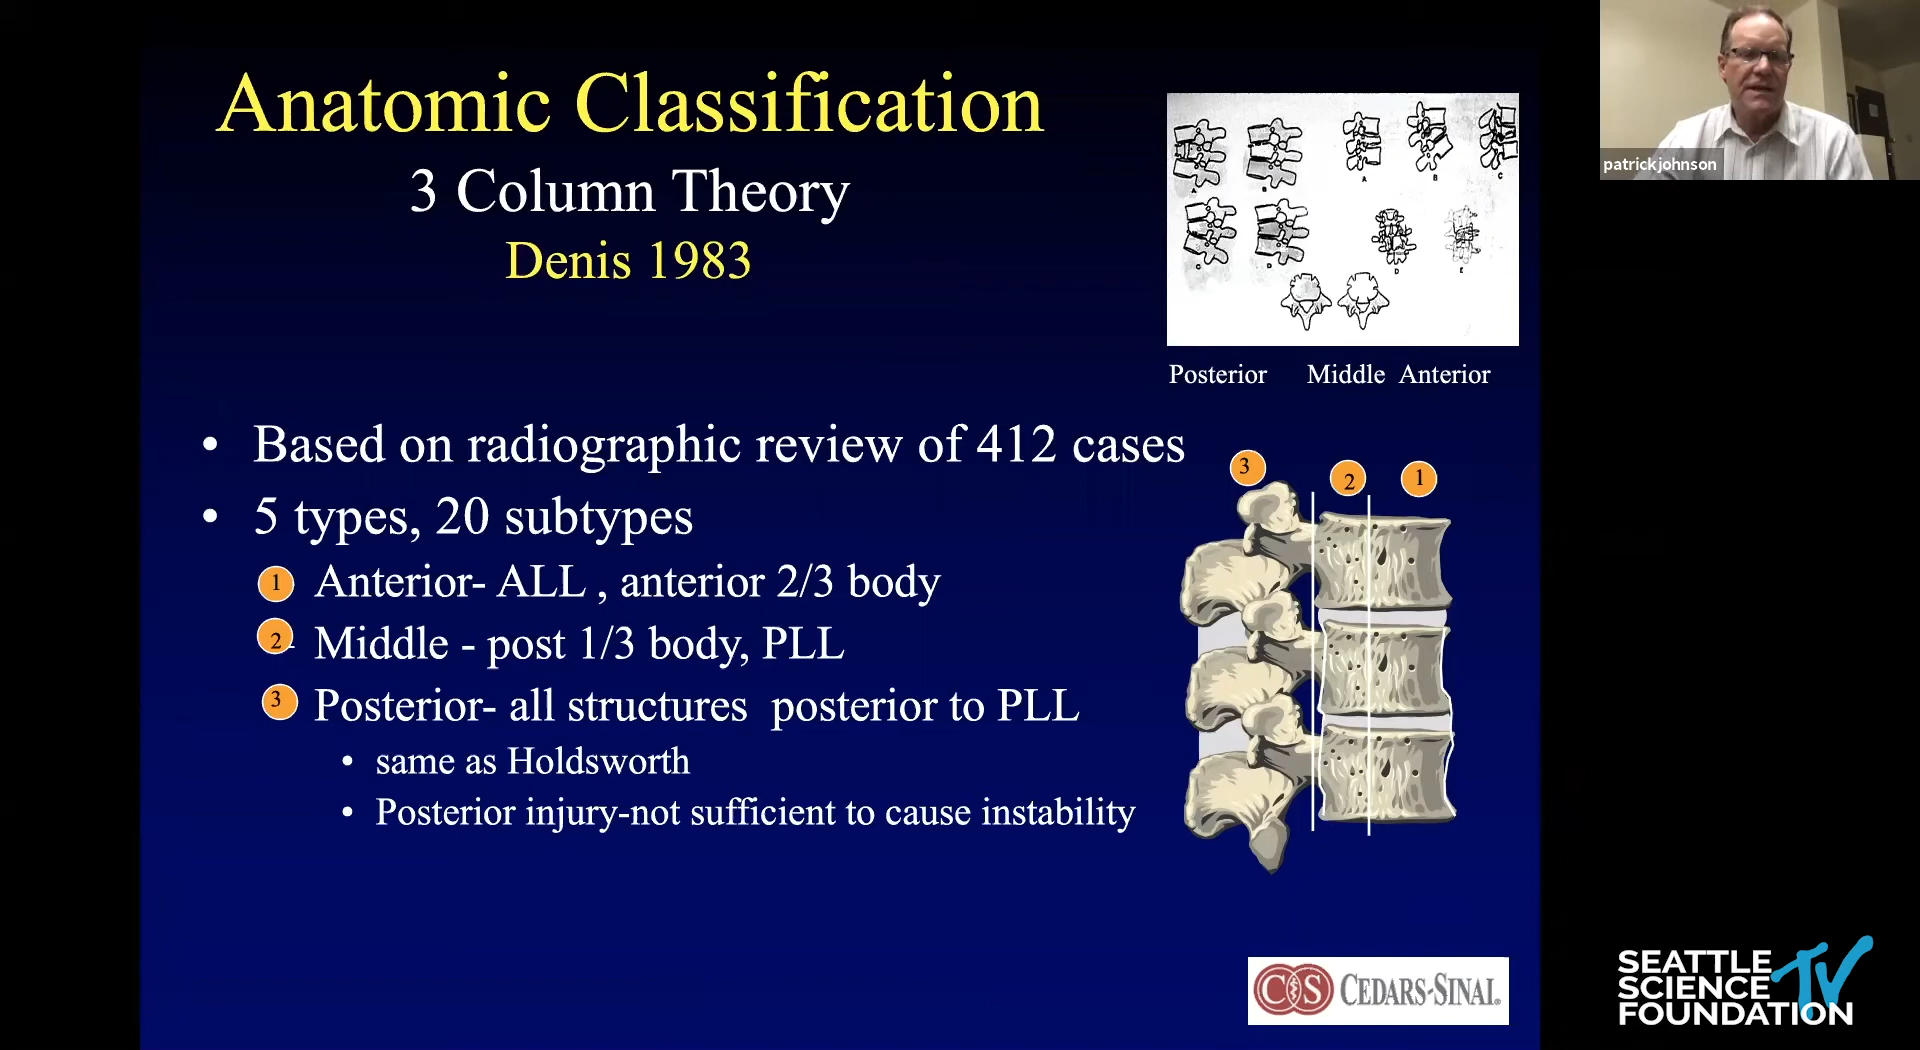 Anatomic Classification
3 Column Theory
Denis 1983
A
B
A
B
C
C
D
D
E
Posterior Middle Anterior
• Based on radiographic review of 412 cases
• 5 types, 20 subtypes
1 Anterior- ALL , anterior 2/3 body
2 - Middle - post 1/3 body, PLL
3 Posterior- all structures posterior to PLL
• same as Holdsworth
• Posterior injury-not sufficient to cause instability
3 2 1
CS CEDARS-SINAI®
patrickjohnson
SEATTLE
SCIENCE TV
FOUNDATION